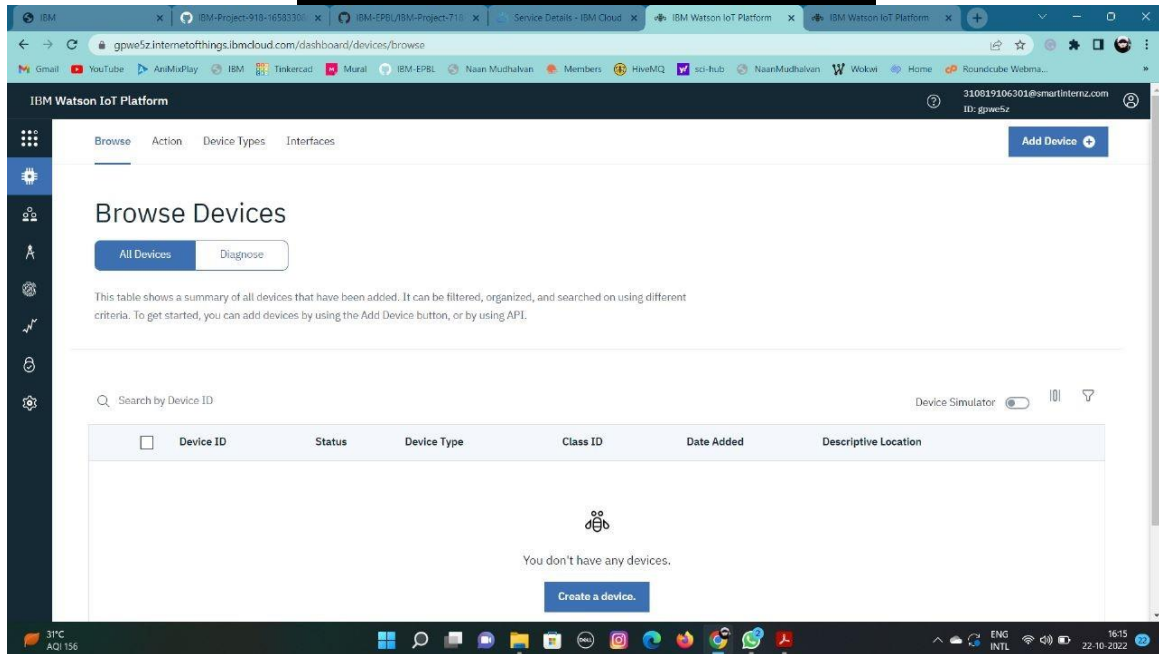 IBM
IBM-Project-918-16583300
IBM-EPBL/IBM-Project-718
Service Details - IBM Cloud
IBM Watson IoT Platform
IBM Watson IoT Platform
gpwe5z.internetofthings.ibmcloud.com/dashboard/devices/browse
Gmail YouTube AniMixPlay IBM Tinkercad Mural IBM-EPBL Naan Mudhalvan Members HiveMQ sci-hub NaanMudhalvan Wokwi Home Roundcube Webma...
IBM Watson IoT Platform
310819106301@smartinternz.com
ID: gpwe5z
Browse Action Device Types Interfaces
Add Device
Browse Devices
All Devices Diagnose
This table shows a summary of all devices that have been added. It can be filtered, organized, and searched on using different
criteria. To get started, you can add devices by using the Add Device button, or by using API.
Search by Device ID
Device Simulator
Device ID Status Device Type Class ID Date Added Descriptive Location
You don't have any devices.
Create a device.
31°C
AQI 156
DELL
ENG
INTL
16:15
22-10-2022
22